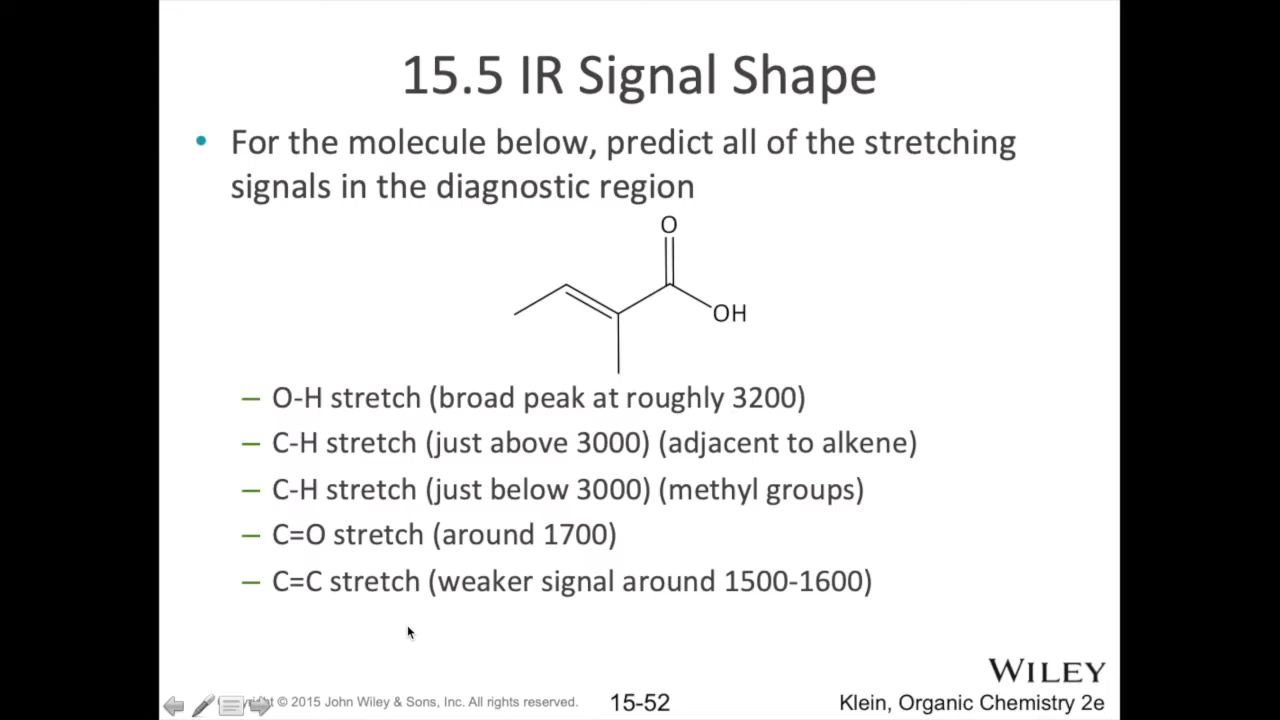 15.5 IR Signal Shape
• For the molecule below, predict all of the stretching
signals in the diagnostic region
O
OH
– O-H stretch (broad peak at roughly 3200)
– C-H stretch (just above 3000) (adjacent to alkene)
– C-H stretch (just below 3000) (methyl groups)
– C=O stretch (around 1700)
– C=C stretch (weaker signal around 1500-1600)
WILEY
© 2015 John Wiley & Sons, Inc. All rights reserved.
15-52
Klein, Organic Chemistry 2e